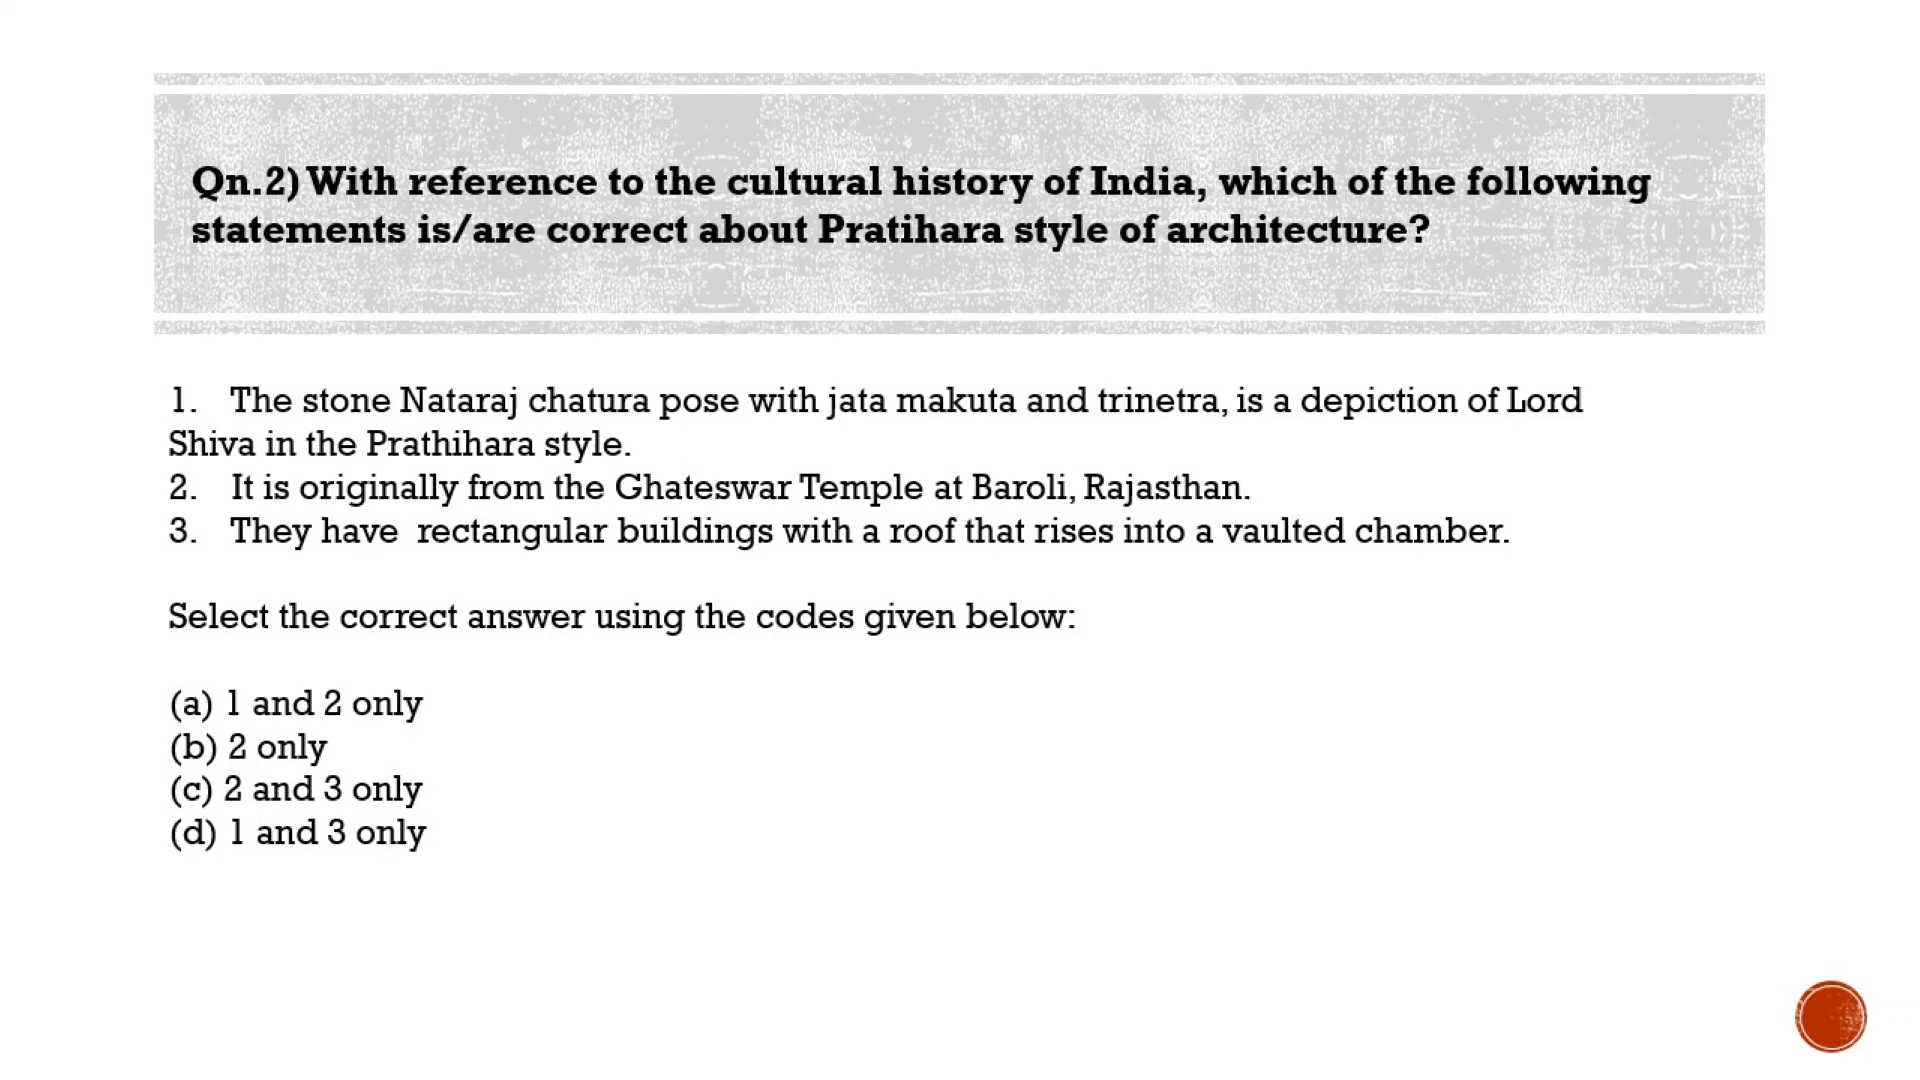 Qn.2) With reference to the cultural history of India, which of the following
statements is/are correct about Pratihara style of architecture?
1. The stone Nataraj chatura pose with jata makuta and trinetra, is a depiction of Lord
Shiva in the Prathihara style.
2. It is originally from the Ghateswar Temple at Baroli, Rajasthan.
3. They have rectangular buildings with a roof that rises into a vaulted chamber.
Select the correct answer using the codes given below:
(a) 1 and 2 only
(b) 2 only
(c) 2 and 3 only
(d) 1 and 3 only